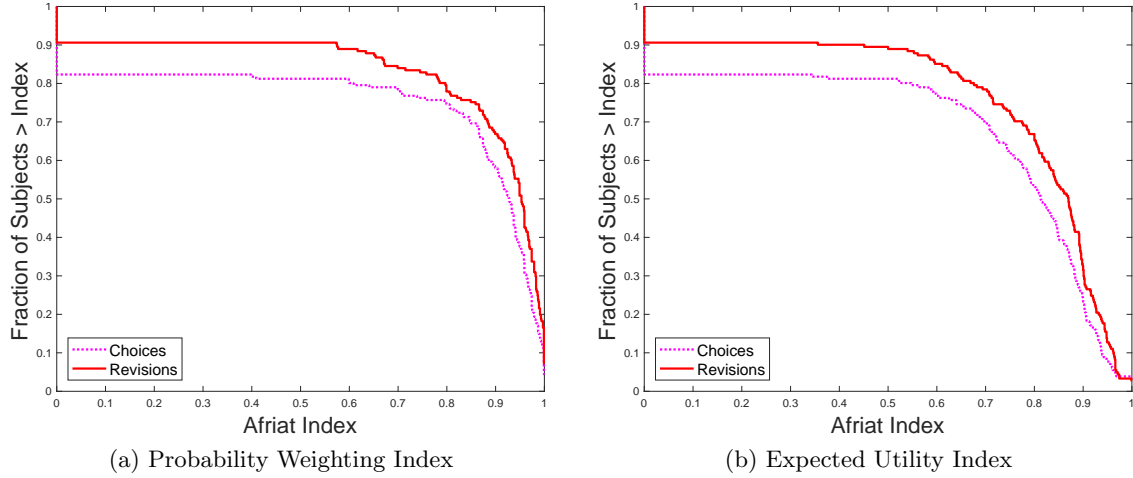 1
0.9
0.8
0.7
0.6
0.5
0.4
0.3
0.2
0.1
0
Fraction of Subjects > Index
Choices
Revisions
0 0.1 0.2 0.3 0.4 0.5 0.6 0.7 0.8 0.9 1
Afriat Index
(a) Probability Weighting Index
1
0.9
0.8
0.7
0.6
0.5
0.4
0.3
0.2
0.1
0
Fraction of Subjects > Index
Choices
Revisions
0 0.1 0.2 0.3 0.4 0.5 0.6 0.7 0.8 0.9 1
Afriat Index
(b) Expected Utility Index